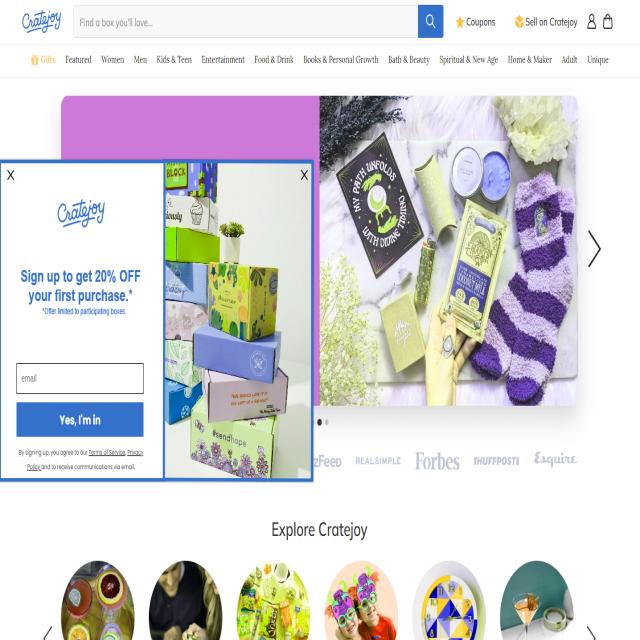 Cratejoy
Find a box you'll love...
Coupons
Sell on Cratejoy
Gifts Featured Women Men Kids & Teen Entertainment Food & Drink Books & Personal Growth Bath & Beauty Spiritual & New Age Home & Maker Adult Unique
X
X
Cratejoy
Sign up to get 20% OFF
your first purchase.*
*Offer limited to participating boxes.
email
Yes, I'm in
By signing up, you agree to our Terms of Service, Privacy
Policy and to receive communications via email.
BLOCK
#sendhope
MY PATH UNFOLDS
WITH DIVINE TIMING
zFeed
REALSIMPLE
Forbes
IHUFFPOSTI
Esquire
Explore Cratejoy